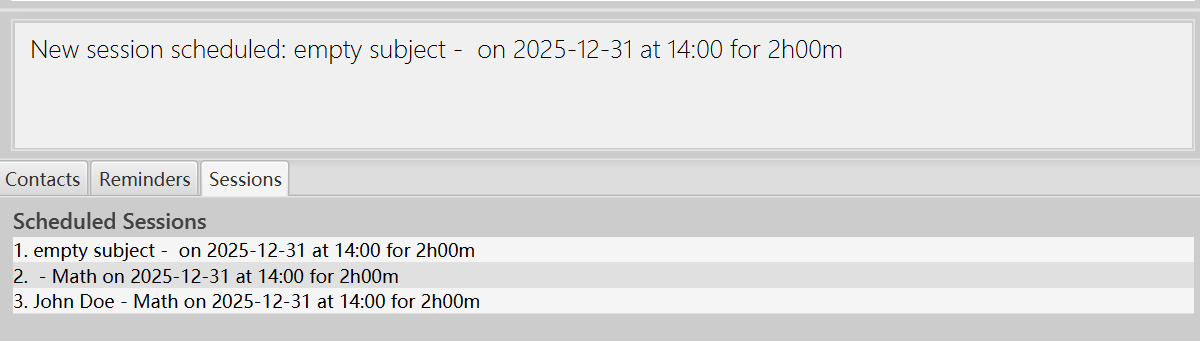 New session scheduled: empty subject -  on 2025-12-31 at 14:00 for 2h00m
Contacts Reminders Sessions
Scheduled Sessions
1. empty subject -  on 2025-12-31 at 14:00 for 2h00m
2.  - Math on 2025-12-31 at 14:00 for 2h00m
3. John Doe - Math on 2025-12-31 at 14:00 for 2h00m